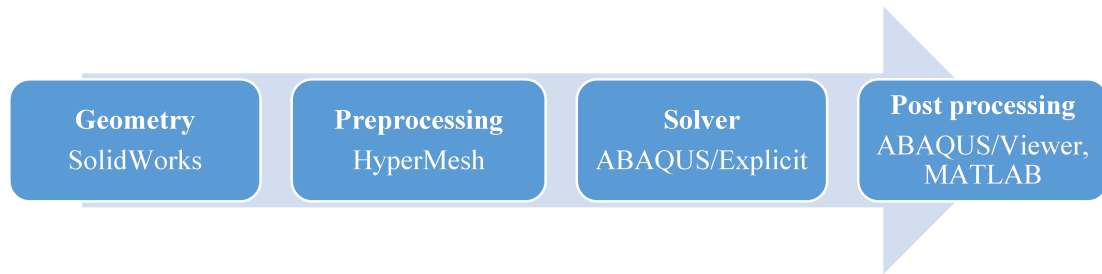 Geometry
SolidWorks
Preprocessing
HyperMesh
Solver
ABAQUS/Explicit
Post processing
ABAQUS/Viewer,
MATLAB